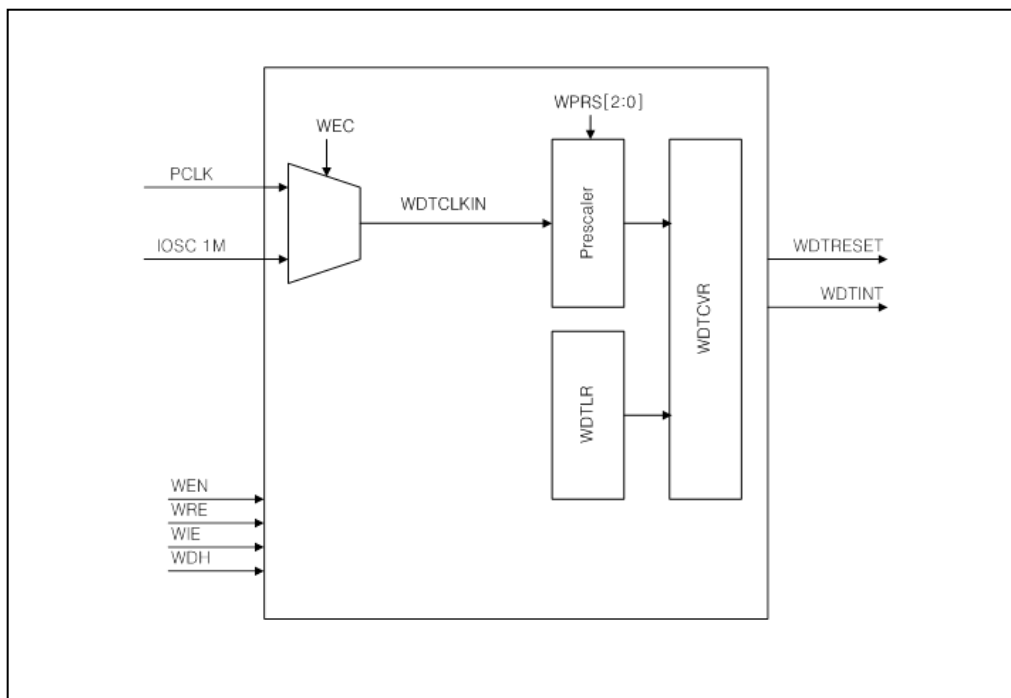 WPRS[2:0]
WEC
PCLK
WDTCLKIN
Prescaler
IOSC 1M
WDTRESET
WDTINT
WDTCVR
WDTLR
WEN
WRE
WIE
WDH